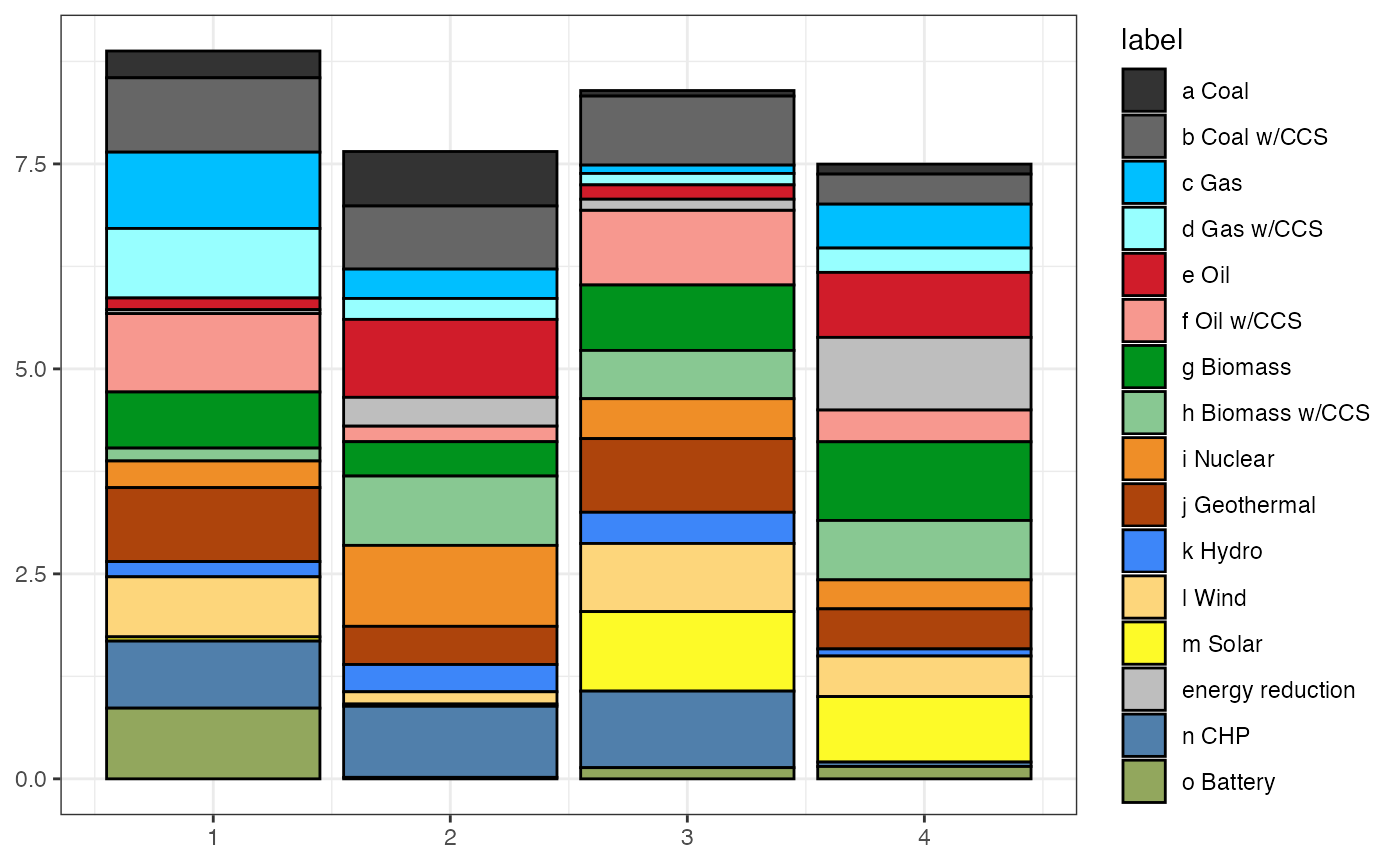 label
a Coal
b Coal w/CCS
c Gas
d Gas w/CCS
e Oil
f Oil w/CCS
g Biomass
h Biomass w/CCS
i Nuclear
j Geothermal
k Hydro
l Wind
m Solar
energy reduction
n CHP
o Battery
7.5
5.0
2.5
0.0
1 2 3 4